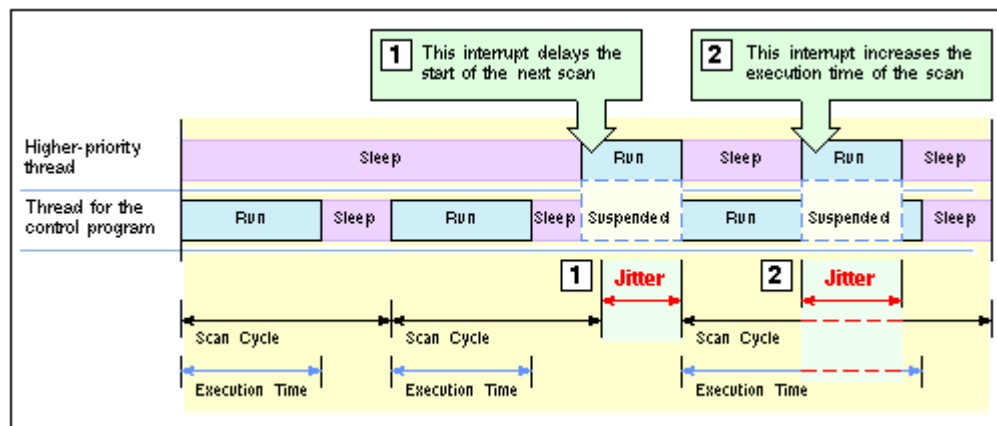 1 This interrupt delays the
start of the next scan
2 This interrupt increases the
execution time of the scan
Higher-priority
thread
Sleep Run Sleep Run Sleep
Thread for the
control program
Run Sleep Run Sleep Suspended Run Suspended Sleep
1 Jitter 2 Jitter
Scan Cycle Scan Cycle Scan Cycle
Execution Time Execution Time Execution Time